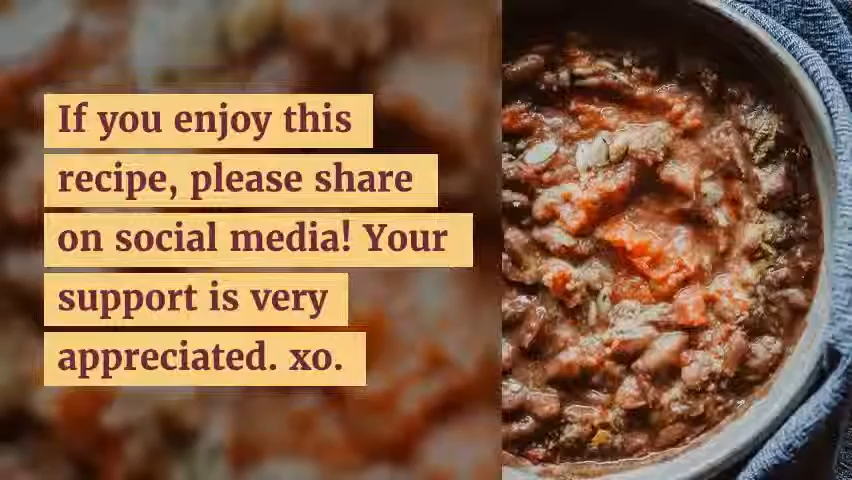 If you enjoy this
recipe, please share
on social media! Your
support is very
appreciated. xo.